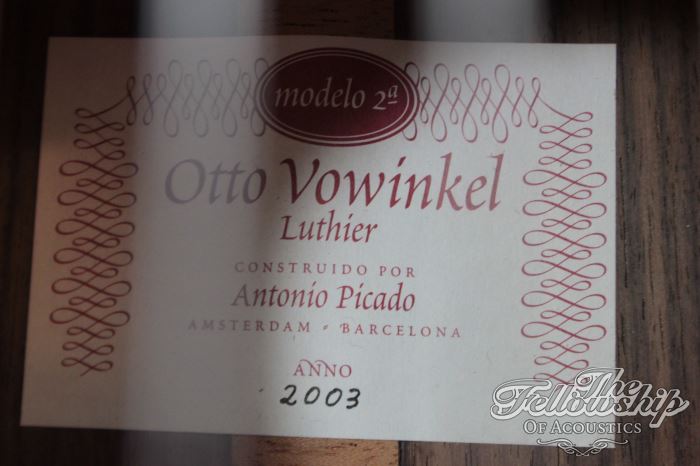 modelo 2ª
Otto Vowinkel
Luthier
CONSTRUIDO POR
Antonio Picado
AMSTERDAM - BARCELONA
ANNO
2003
The
Fellowship
OF ACOUSTICS